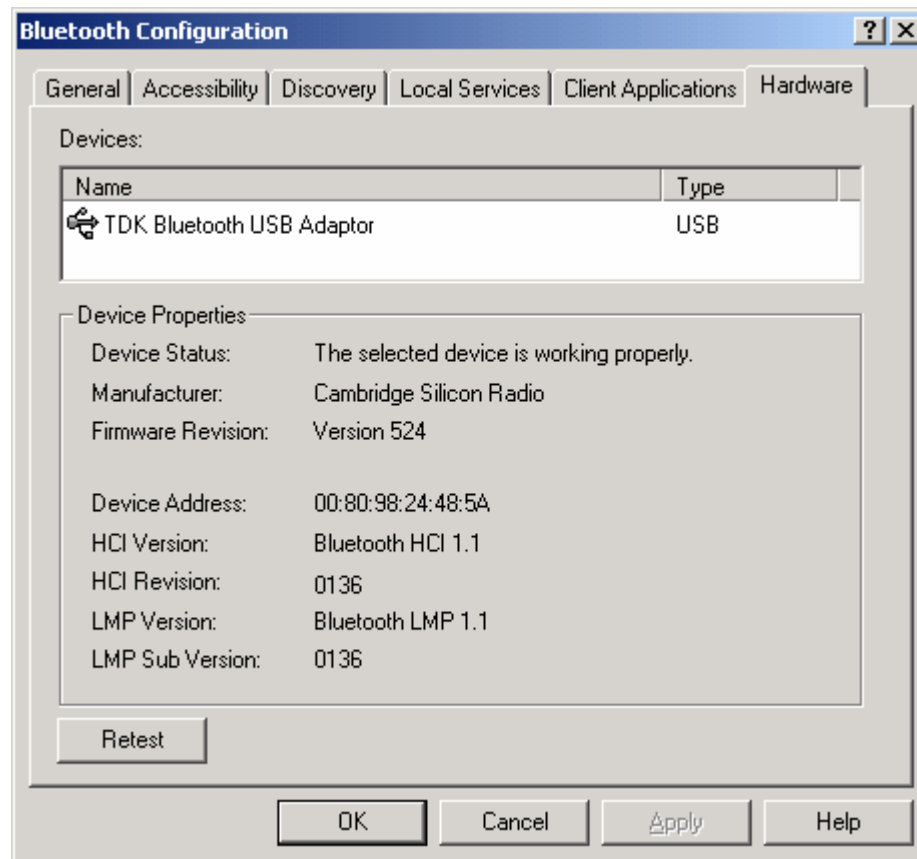 Bluetooth Configuration
General Accessibility Discovery Local Services Client Applications Hardware
Devices:
Name Type
TDK Bluetooth USB Adaptor USB
Device Properties
Device Status: The selected device is working properly.
Manufacturer: Cambridge Silicon Radio
Firmware Revision: Version 524
Device Address: 00:80:98:24:48:5A
HCI Version: Bluetooth HCI 1.1
HCI Revision: 0136
LMP Version: Bluetooth LMP 1.1
LMP Sub Version: 0136
Retest
OK Cancel Apply Help